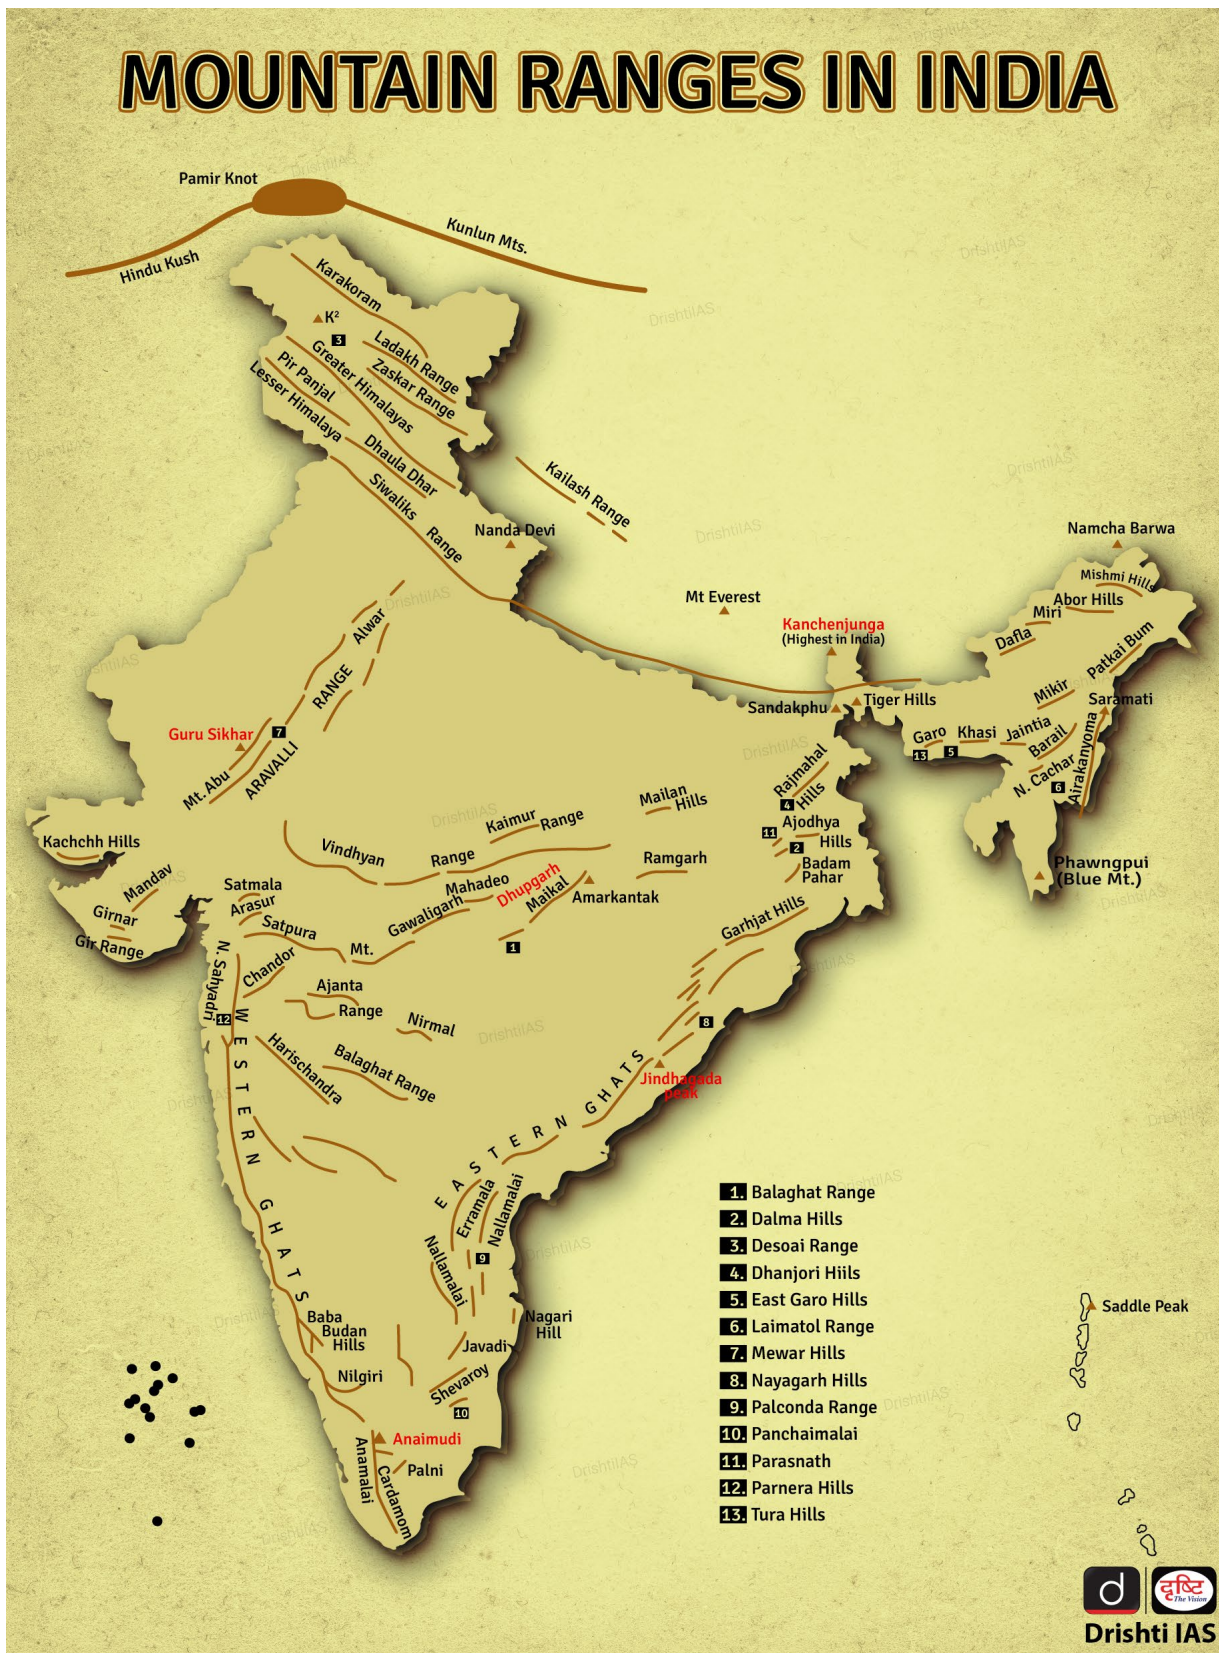 MOUNTAIN RANGES IN INDIA
Pamir Knot
Hindu Kush
Kunlun Mts.
Karakoram
K²
3
Ladakh Range
Zaskar Range
Greater Himalayas
Pir Panjal
Lesser Himalaya
Dhaula Dhar
Siwaliks Range
Kailash Range
Nanda Devi
Namcha Barwa
Mishmi Hills
Abor Hills
Miri
Dafla
Patkai Bum
Mt Everest
Kanchenjunga
(Highest in India)
Mikir
Saramati
Sandakphu
Tiger Hills
Garo
Khasi
Jaintia
Barail
N. Cachar
Airakanyoma
13
5
6
Phawngpui
(Blue Mt.)
Alwar
RANGE
Guru Sikhar
7
Mt. Abu
ARAVALLI
Rajmahal
Hills
4
Mailan
Hills
Kaimur Range
Ajodhya
Hills
11
2
Badam
Pahar
Kachchh Hills
Vindhyan Range
Ramgarh
Mandav
Girnar
Gir Range
Satmala
Arasur
Mahadeo
Dhupgarh
Maikal
Amarkantak
Gawaligarh
Satpura Mt.
1
Garhjat Hills
N. Sahyadri
Chandor
Ajanta
Range
Nirmal
12
8
WESTERN GHATS
Harischandra
Balaghat Range
Jindhagada
peak
EASTERN GHATS
Erramala
Nallamalai
Nallamalai
9
Nagari
Hill
Baba
Budan
Hills
Javadi
Nilgiri
Shevaroy
10
Anaimudi
Anamalai
Palni
Cardamom
1. Balaghat Range
2. Dalma Hills
3. Desoai Range
4. Dhanjori Hiils
5. East Garo Hills
6. Laimatol Range
7. Mewar Hills
8. Nayagarh Hills
9. Palconda Range
10. Panchaimalai
11. Parasnath
12. Parnera Hills
13. Tura Hills
Saddle Peak
d
दृष्टि
The Vision
Drishti IAS
DrishtiIAS